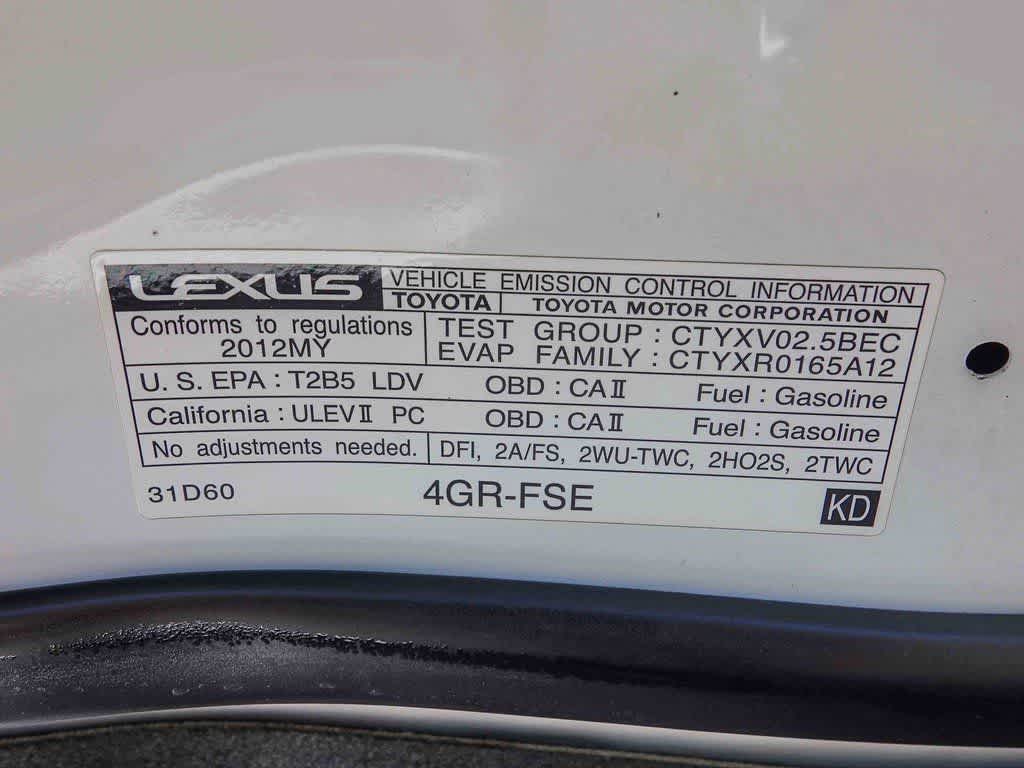 LEXUS VEHICLE EMISSION CONTROL INFORMATION
TOYOTA TOYOTA MOTOR CORPORATION
Conforms to regulations
2012MY
TEST GROUP : CTYXV02.5BEC
EVAP FAMILY : CTYXR0165A12
U. S. EPA : T2B5 LDV OBD : CAⅡ Fuel : Gasoline
California : ULEVⅡ PC OBD : CAⅡ Fuel : Gasoline
No adjustments needed. DFI, 2A/FS, 2WU-TWC, 2HO2S, 2TWC
31D60 4GR-FSE KD